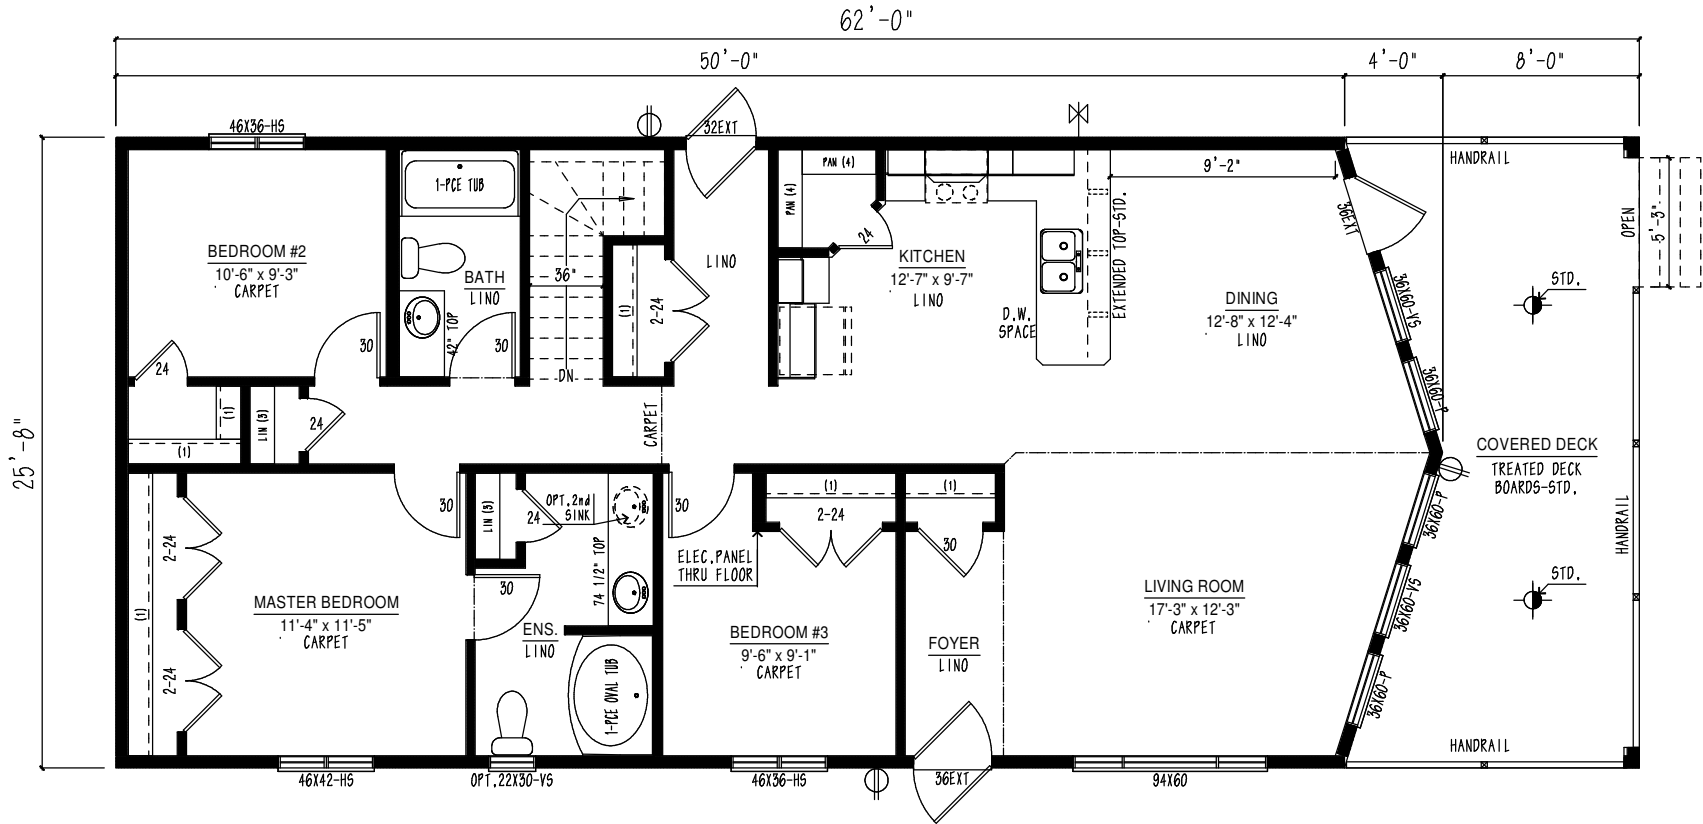 62'-0"
50'-0"
4'-0"
8'-0"
46X36-HS
32EXT
HANDRAIL
1-PCE TUB
PAN (4)
PAN (4)
9'-2"
36EXT
OPEN
5'-3"
24
EXTENDED TOP-STD.
BEDROOM #2
10'-6" x 9'-3"
CARPET
BATH
LINO
36"
LINO
KITCHEN
12'-7" x 9'-7"
LINO
DINING
12'-8" x 12'-4"
LINO
STD.
36X60-VS
(1)
2-24
D.W.
SPACE
42" TOP
30
30
24
DN
36X60-P
(1)
LIN (3)
24
CARPET
(1)
25'-8"
COVERED DECK
TREATED DECK
BOARDS-STD.
HANDRAIL
30
LIN (3)
24
OPT.2nd
SINK
30
(1)
(1)
2-24
30
36X60-P
2-24
ELEC.PANEL
THRU FLOOR
74 1/2" TOP
STD.
30
(1)
MASTER BEDROOM
11'-4" x 11'-5"
CARPET
ENS.
LINO
BEDROOM #3
9'-6" x 9'-1"
CARPET
FOYER
LINO
LIVING ROOM
17'-3" x 12'-3"
CARPET
36X60-VS
2-24
1-PCE OVAL TUB
36X60-P
HANDRAIL
46X42-HS
OPT.22X30-VS
46X36-HS
36EXT
94X60